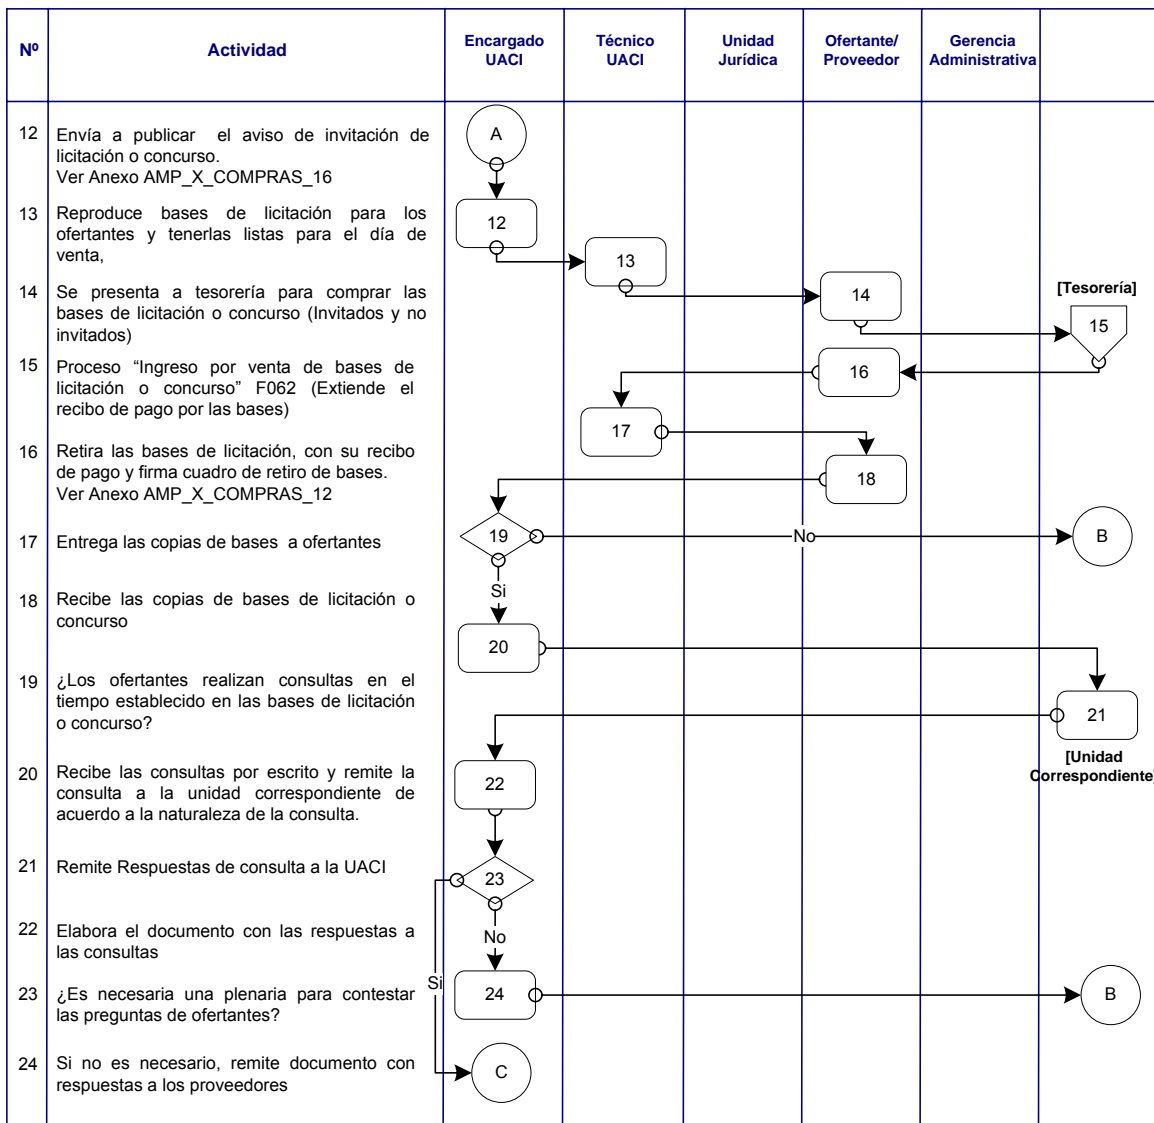 Nº
Actividad
Encargado
UACI
Técnico
UACI
Unidad
Jurídica
Ofertante/
Proveedor
Gerencia
Administrativa
12
Envía a publicar el aviso de invitación de
licitación o concurso.
Ver Anexo AMP_X_COMPRAS_16
13
Reproduce bases de licitación para los
ofertantes y tenerlas listas para el día de
venta,
14
Se presenta a tesorería para comprar las
bases de licitación o concurso (Invitados y no
invitados)
15
Proceso “Ingreso por venta de bases de
licitación o concurso” F062 (Extiende el
recibo de pago por las bases)
16
Retira las bases de licitación, con su recibo
de pago y firma cuadro de retiro de bases.
Ver Anexo AMP_X_COMPRAS_12
17
Entrega las copias de bases a ofertantes
18
Recibe las copias de bases de licitación o
concurso
19
¿Los ofertantes realizan consultas en el
tiempo establecido en las bases de licitación
o concurso?
20
Recibe las consultas por escrito y remite la
consulta a la unidad correspondiente de
acuerdo a la naturaleza de la consulta.
21
Remite Respuestas de consulta a la UACI
22
Elabora el documento con las respuestas a
las consultas
23
¿Es necesaria una plenaria para contestar
las preguntas de ofertantes?
24
Si no es necesario, remite documento con
respuestas a los proveedores
A
12
13
14
[Tesorería]
15
16
17
18
19
No
B
Si
20
21
[Unidad
Correspondiente]
22
23
No
Si
24
B
C